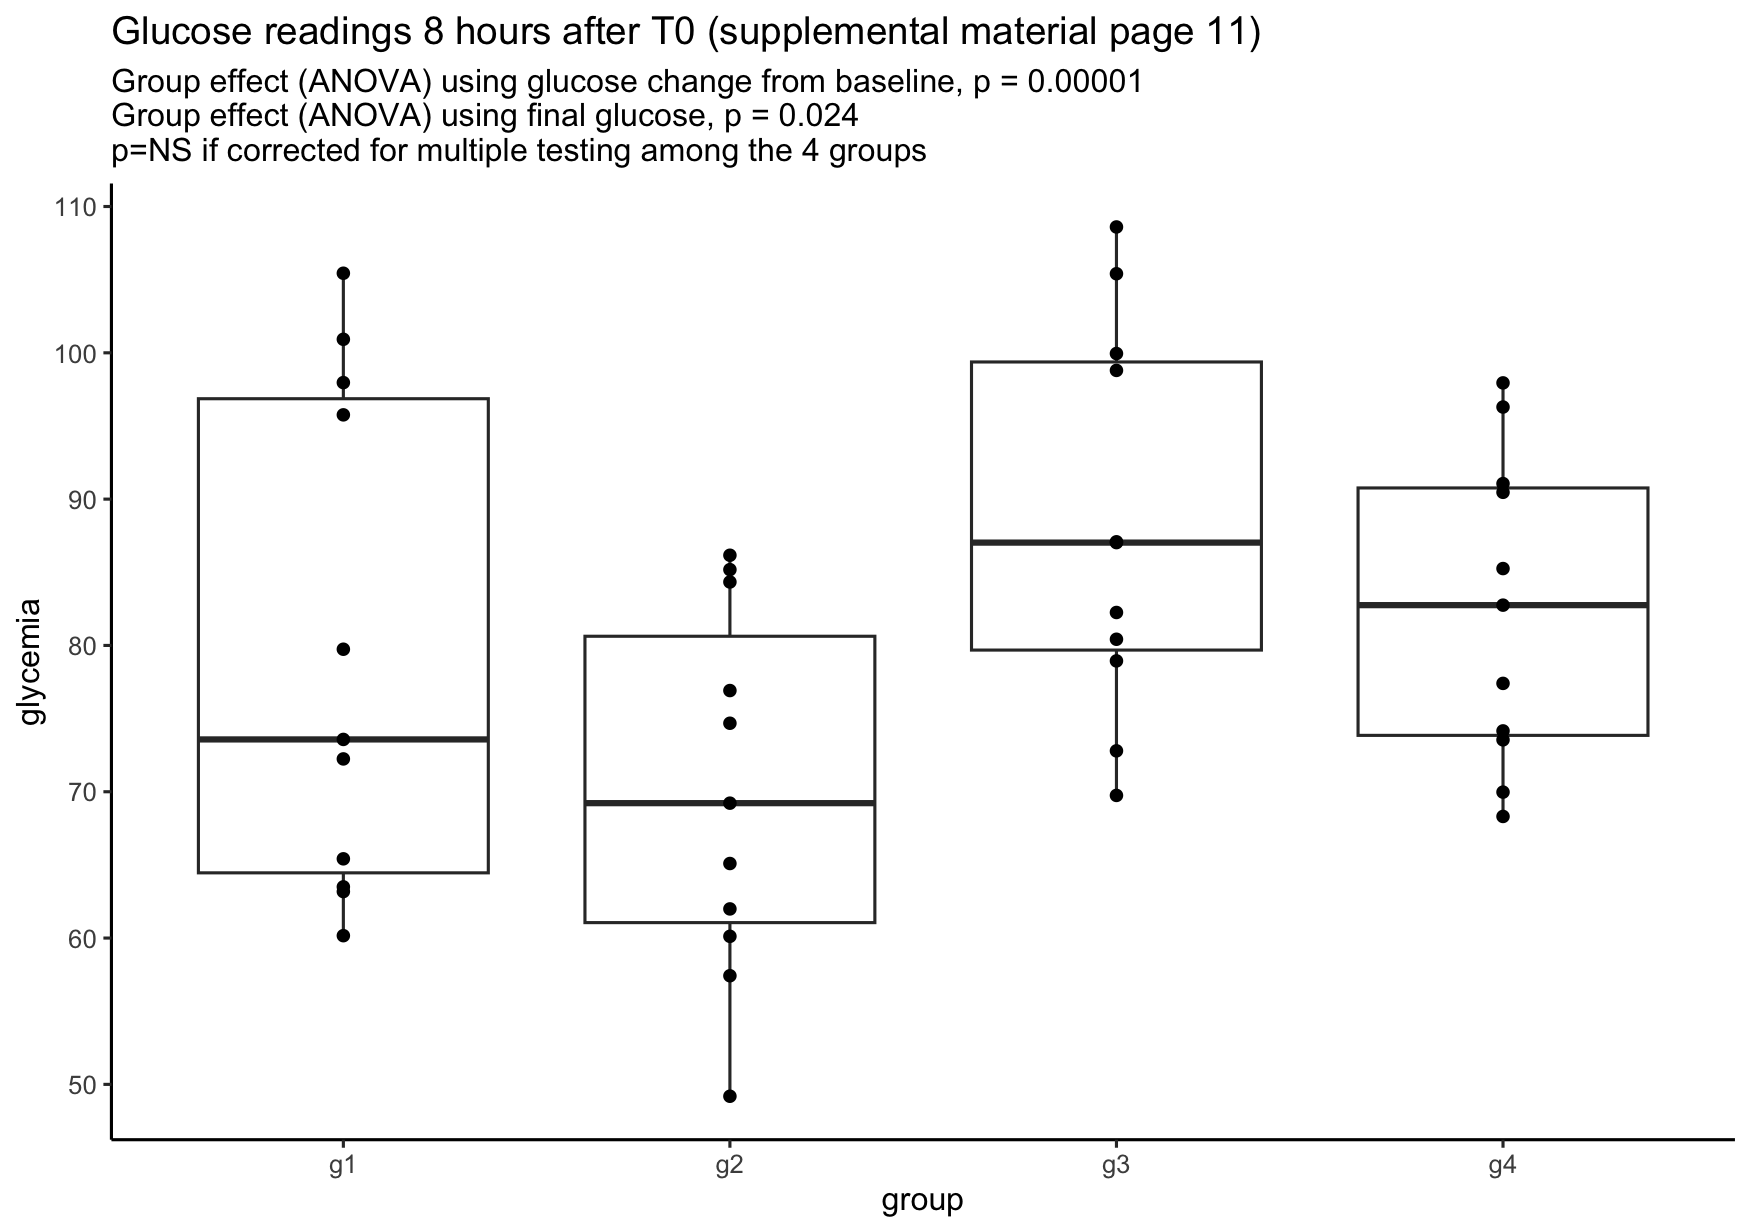 Glucose readings 8 hours after T0 (supplemental material page 11)
Group effect (ANOVA) using glucose change from baseline, p = 0.00001
Group effect (ANOVA) using final glucose, p = 0.024
p=NS if corrected for multiple testing among the 4 groups
110
100
90
80
70
60
50
glycemia
g1
g2
g3
g4
group